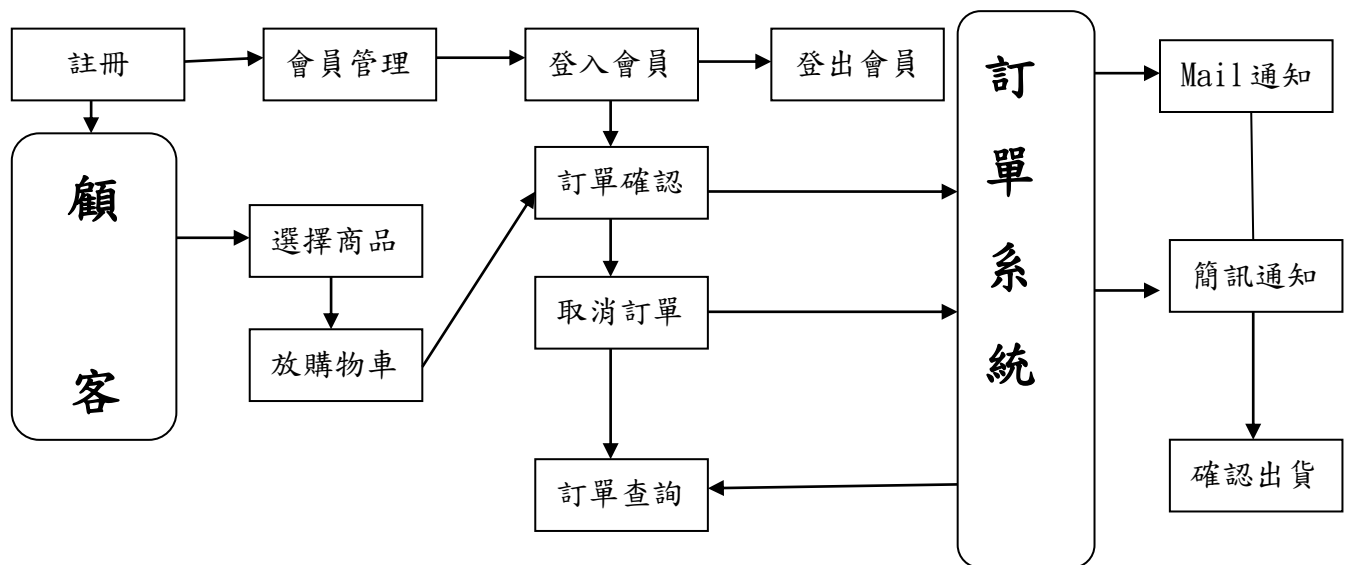 註冊
會員管理
登入會員
登出會員
訂單系統
Mail通知
顧客
訂單確認
選擇商品
簡訊通知
取消訂單
放購物車
訂單查詢
確認出貨